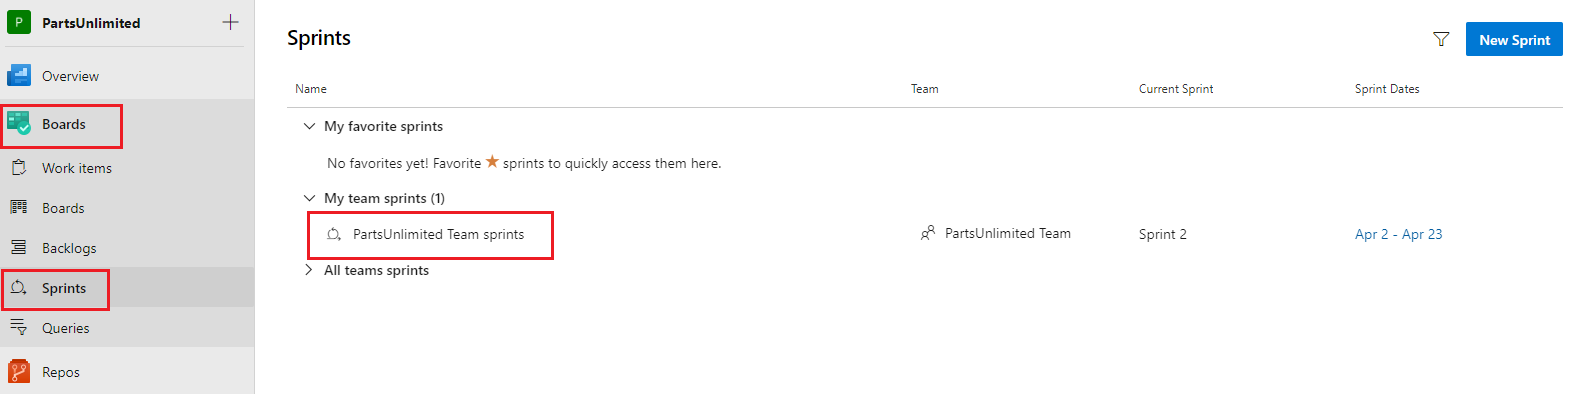 P PartsUnlimited
Overview
Boards
Work items
Boards
Backlogs
Sprints
Queries
Repos
Sprints
New Sprint
Name Team Current Sprint Sprint Dates
My favorite sprints
No favorites yet! Favorite ★ sprints to quickly access them here.
My team sprints (1)
PartsUnlimited Team sprints PartsUnlimited Team Sprint 2 Apr 2 - Apr 23
All teams sprints